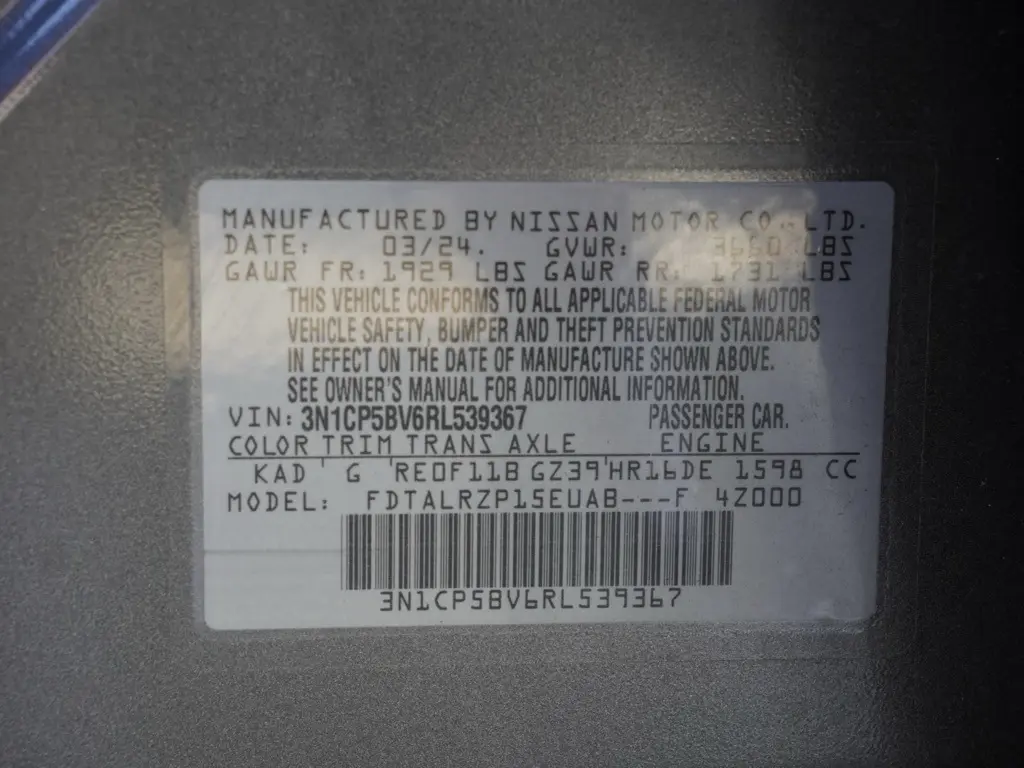 MANUFACTURED BY NISSAN MOTOR CO., LTD.
DATE: 03/24. GVWR: 3660 LBS
GAWR FR: 1929 LBS GAWR RR: 1731 LBS
THIS VEHICLE CONFORMS TO ALL APPLICABLE FEDERAL MOTOR
VEHICLE SAFETY, BUMPER AND THEFT PREVENTION STANDARDS
IN EFFECT ON THE DATE OF MANUFACTURE SHOWN ABOVE.
SEE OWNER'S MANUAL FOR ADDITIONAL INFORMATION.
VIN: 3N1CP5BV6RL539367 PASSENGER CAR.
COLOR TRIM TRANS AXLE ENGINE
KAD ' G 'RE0F11B GZ39'HR16DE 1598 CC
MODEL: FDTALRZP15EUAB---F 4Z000
3N1CP5BV6RL539367